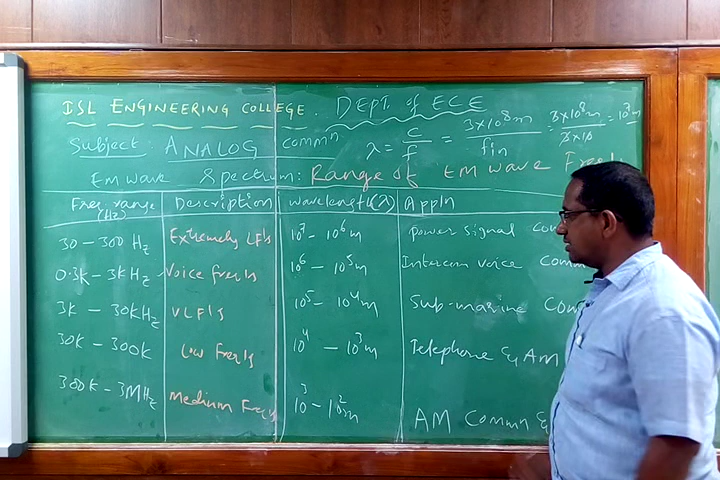 ISL ENGINEERING COLLEGE. DEPT. of ECE
Subject: ANALOG commn λ = c/f = 3×10⁸m/fin = 3×10⁸m = 10³m
EM wave Spectrum: Range of EM wave Freq
Freq range (Hz) Description Wavelength(λ) Appln
30 – 300 Hz Extremely LF's 10⁷ – 10⁶m power signal
0.3k – 3kHz Voice freq's 10⁶ – 10⁵m Intercom voice comm
3k – 30kHz VLF's 10⁵ – 10⁴m Sub-marine com
30k – 300k Low freq's 10⁴ – 10³m Telephone & AM
300k – 3MHz Medium Freq's 10³ – 10²m AM Commn &